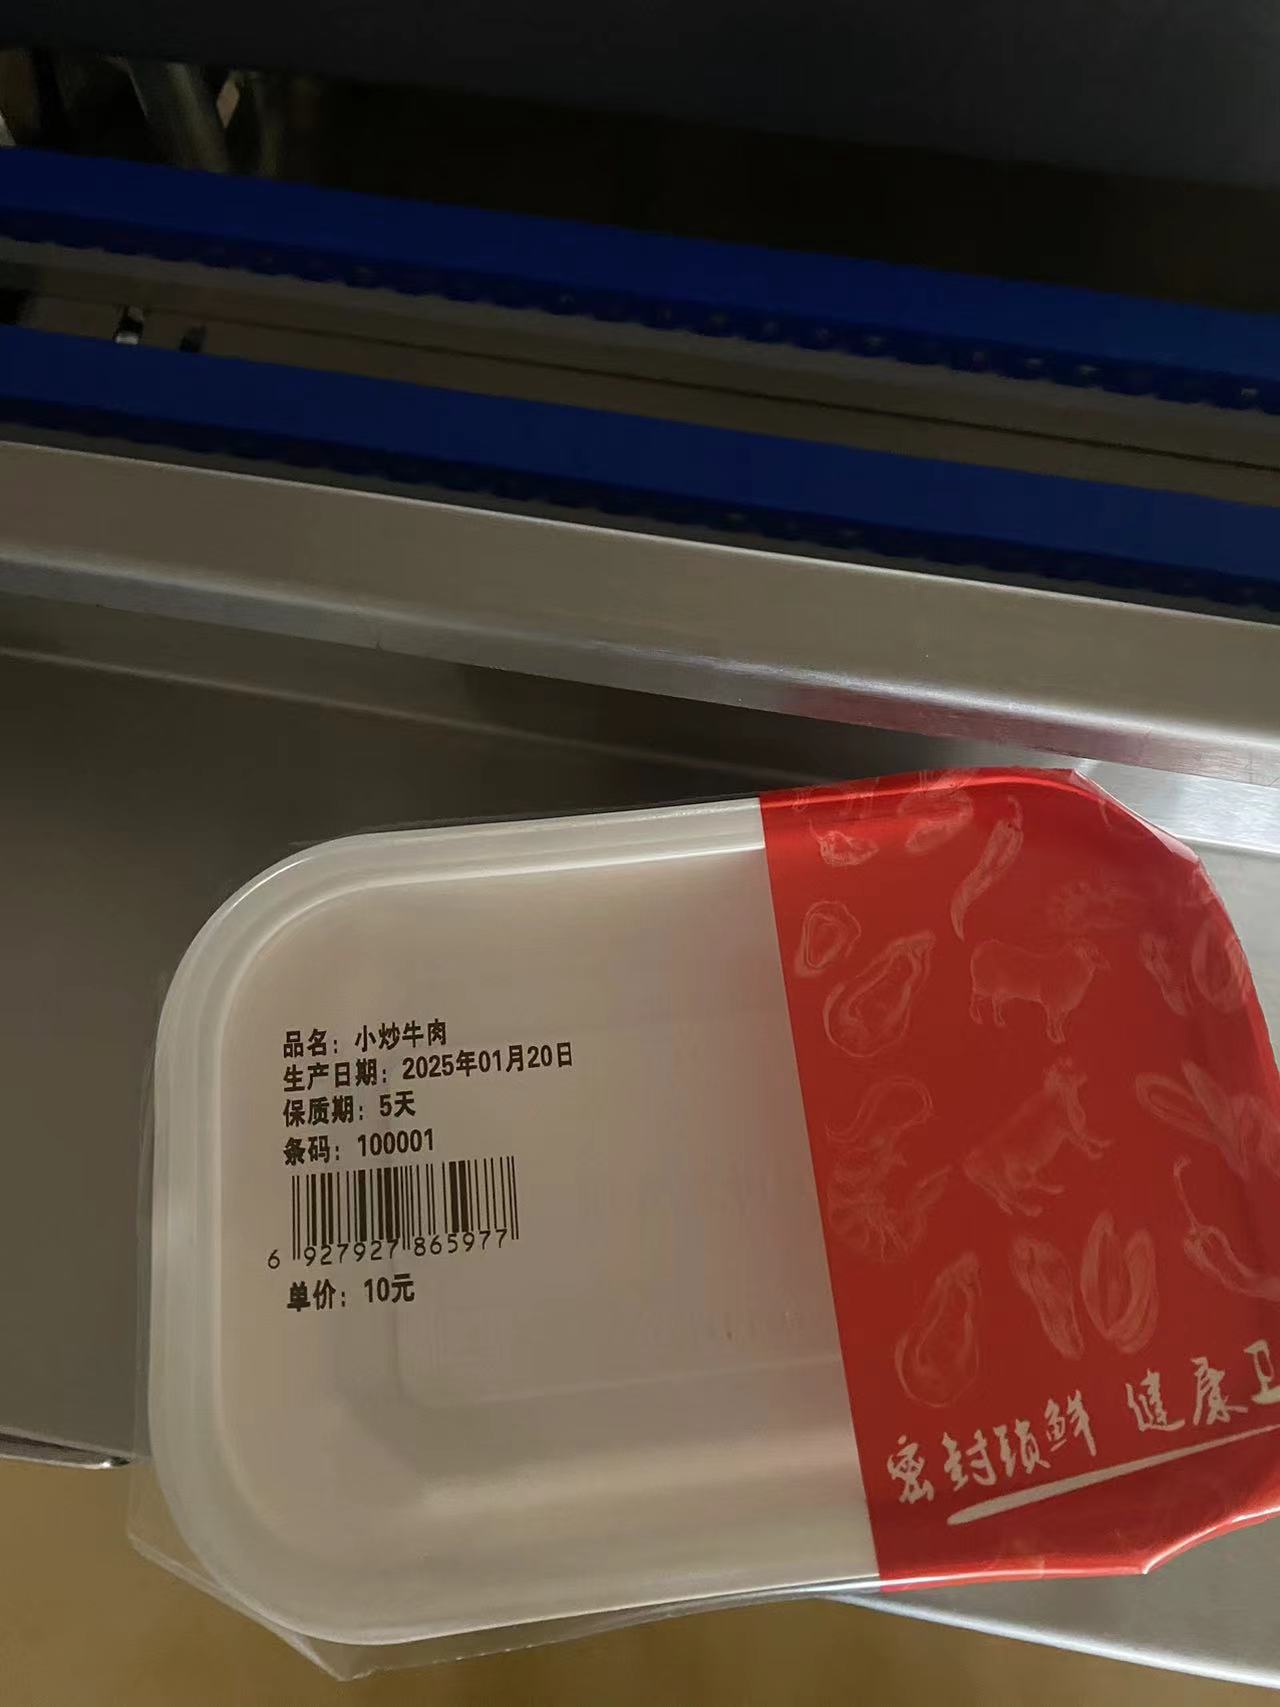 品名：小炒牛肉
生产日期：2025年01月20日
保质期：5天
条码：100001
6 927927 865977
单价：10元
密封锁鲜 健康卫